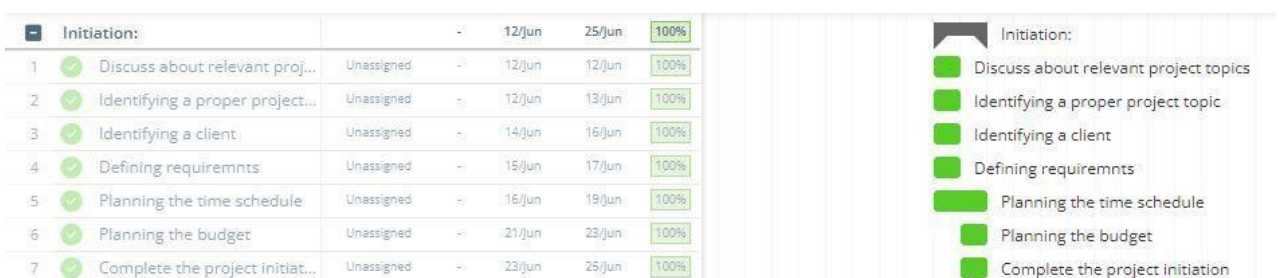 Initiation: - 12/Jun 25/Jun 100% Initiation:
1 Discuss about relevant proj... Unassigned - 12/Jun 12/Jun 100% Discuss about relevant project topics
2 Identifying a proper project... Unassigned - 12/Jun 13/Jun 100% Identifying a proper project topic
3 Identifying a client Unassigned - 14/Jun 16/Jun 100% Identifying a client
4 Defining requiremnts Unassigned - 15/Jun 17/Jun 100% Defining requiremnts
5 Planning the time schedule Unassigned - 16/Jun 19/Jun 100% Planning the time schedule
6 Planning the budget Unassigned - 21/Jun 23/Jun 100% Planning the budget
7 Complete the project initiat... Unassigned - 23/Jun 25/Jun 100% Complete the project initiation